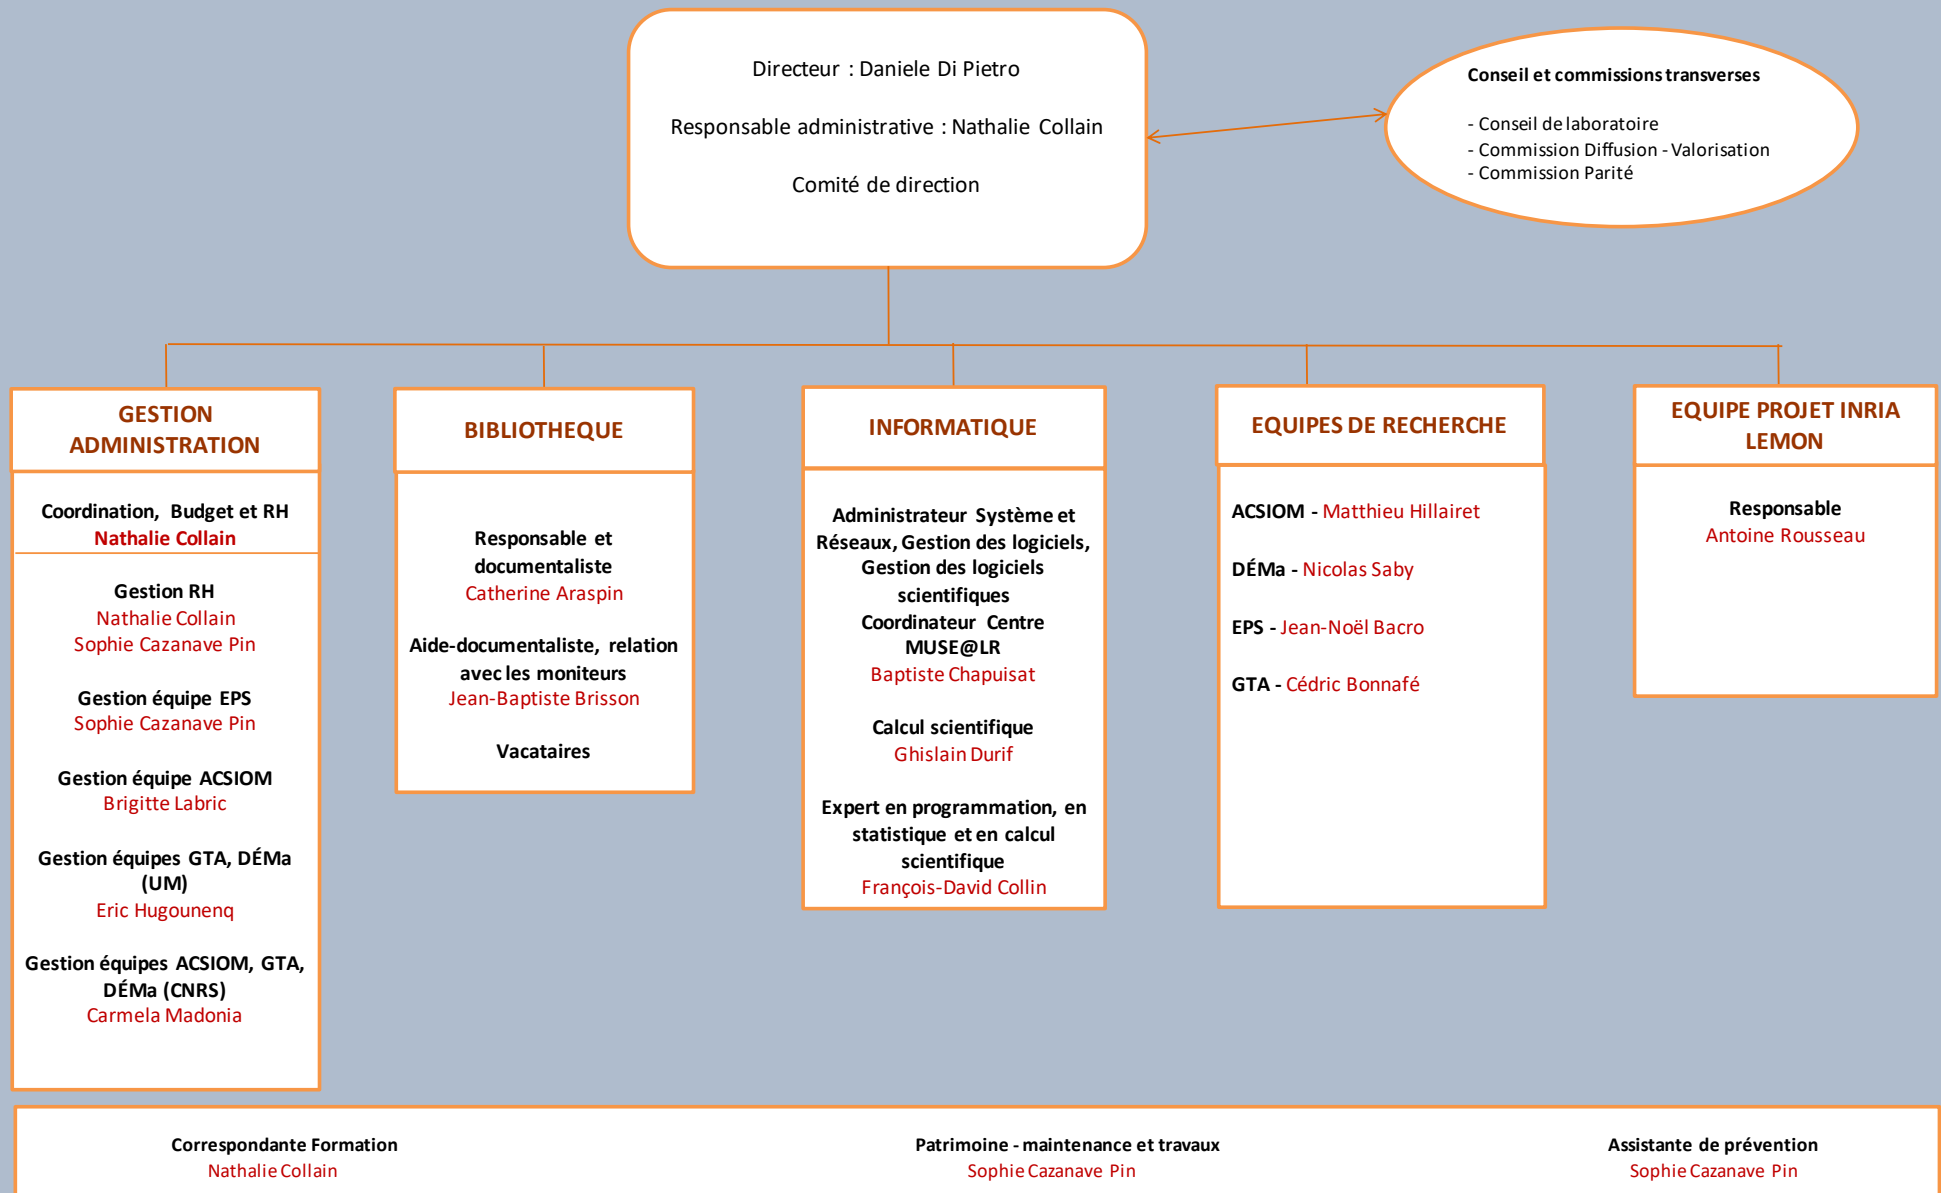 Directeur : Daniele Di Pietro
Responsable administrative : Nathalie Collain
Comité de direction
Conseil et commissions transverses
- Conseil de laboratoire
- Commission Diffusion - Valorisation
- Commission Parité
GESTION
ADMINISTRATION
Coordination, Budget et RH
Nathalie Collain
Gestion RH
Nathalie Collain
Sophie Cazanave Pin
Gestion équipe EPS
Sophie Cazanave Pin
Gestion équipe ACSIOM
Brigitte Labric
Gestion équipes GTA, DÉMa
(UM)
Eric Hugounenq
Gestion équipes ACSIOM, GTA,
DÉMa (CNRS)
Carmela Madonia
BIBLIOTHEQUE
Responsable et
documentaliste
Catherine Araspin
Aide-documentaliste, relation
avec les moniteurs
Jean-Baptiste Brisson
Vacataires
INFORMATIQUE
Administrateur Système et
Réseaux, Gestion des logiciels,
Gestion des logiciels
scientifiques
Coordinateur Centre
MUSE@LR
Baptiste Chapuisat
Calcul scientifique
Ghislain Durif
Expert en programmation, en
statistique et en calcul
scientifique
François-David Collin
EQUIPES DE RECHERCHE
ACSIOM - Matthieu Hillairet
DÉMa - Nicolas Saby
EPS - Jean-Noël Bacro
GTA - Cédric Bonnafé
EQUIPE PROJET INRIA
LEMON
Responsable
Antoine Rousseau
Correspondante Formation
Nathalie Collain
Patrimoine - maintenance et travaux
Sophie Cazanave Pin
Assistante de prévention
Sophie Cazanave Pin